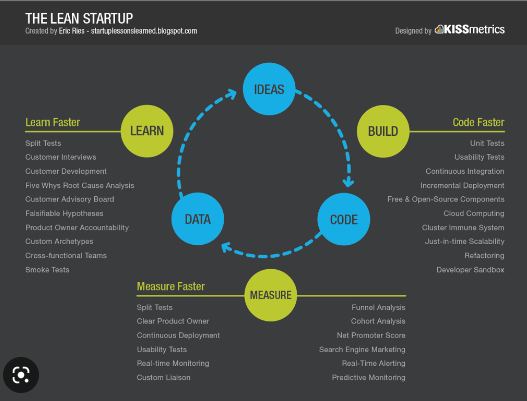 THE LEAN STARTUP
Created by Eric Ries - startuplessonslearned.blogspot.com
Designed by KISSmetrics
IDEAS
LEARN
BUILD
Learn Faster
Split Tests
Customer Interviews
Customer Development
Five Whys Root Cause Analysis
Customer Advisory Board
Falsifiable Hypotheses
Product Owner Accountability
Custom Archetypes
Cross-functional Teams
Smoke Tests
Code Faster
Unit Tests
Usability Tests
Continuous Integration
Incremental Deployment
Free & Open-Source Components
Cloud Computing
Cluster Immune System
Just-in-time Scalability
Refactoring
Developer Sandbox
DATA
CODE
MEASURE
Measure Faster
Split Tests
Clear Product Owner
Continuous Deployment
Usability Tests
Real-time Monitoring
Custom Liaison
Funnel Analysis
Cohort Analysis
Net Promoter Score
Search Engine Marketing
Real-Time Alerting
Predictive Monitoring